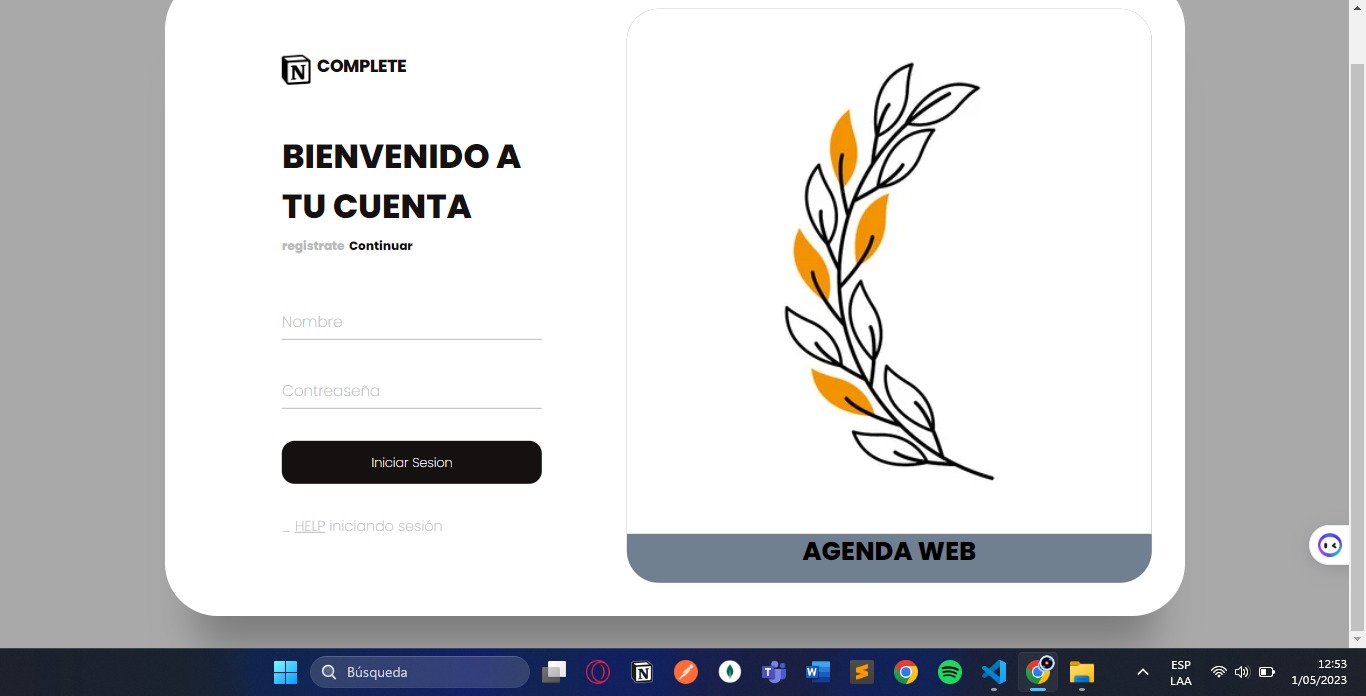 N COMPLETE
BIENVENIDO A
TU CUENTA
registrate Continuar
Nombre
Contreaseña
Iniciar Sesion
_ HELP iniciando sesión
AGENDA WEB
Búsqueda
N
T
W
ESP
LAA
12:53
1/05/2023